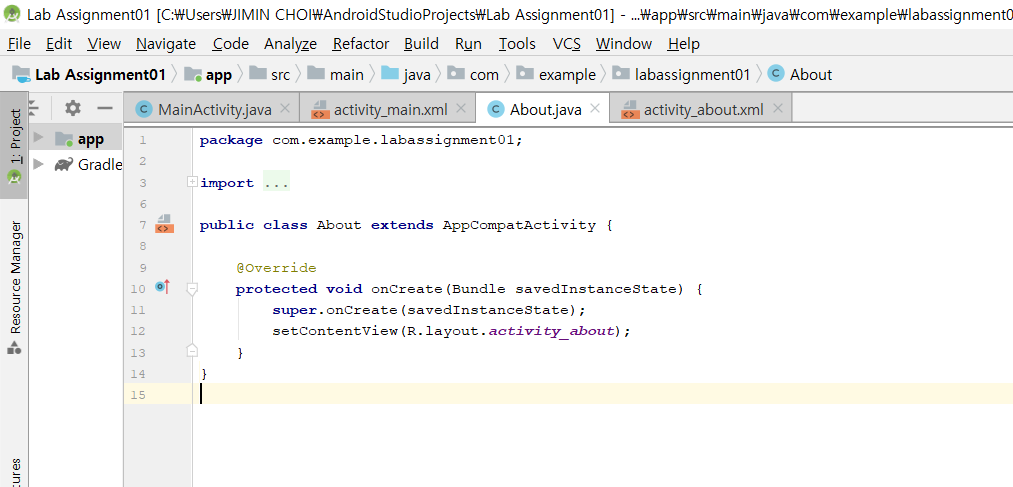 Lab Assignment01 [C:₩Users₩JIMIN CHOI₩AndroidStudioProjects₩Lab Assignment01] - ...₩app₩src₩main₩java₩com₩example₩labassignment0
File Edit View Navigate Code Analyze Refactor Build Run Tools VCS Window Help
Lab Assignment01 app src main java com example labassignment01 About
MainActivity.java activity_main.xml About.java activity_about.xml
1: Project
app
Gradle
Resource Manager
1 package com.example.labassignment01;
2
3 import ...
6
7 public class About extends AppCompatActivity {
8
9 @Override
10 protected void onCreate(Bundle savedInstanceState) {
11 super.onCreate(savedInstanceState);
12 setContentView(R.layout.activity_about);
13 }
14 }
15